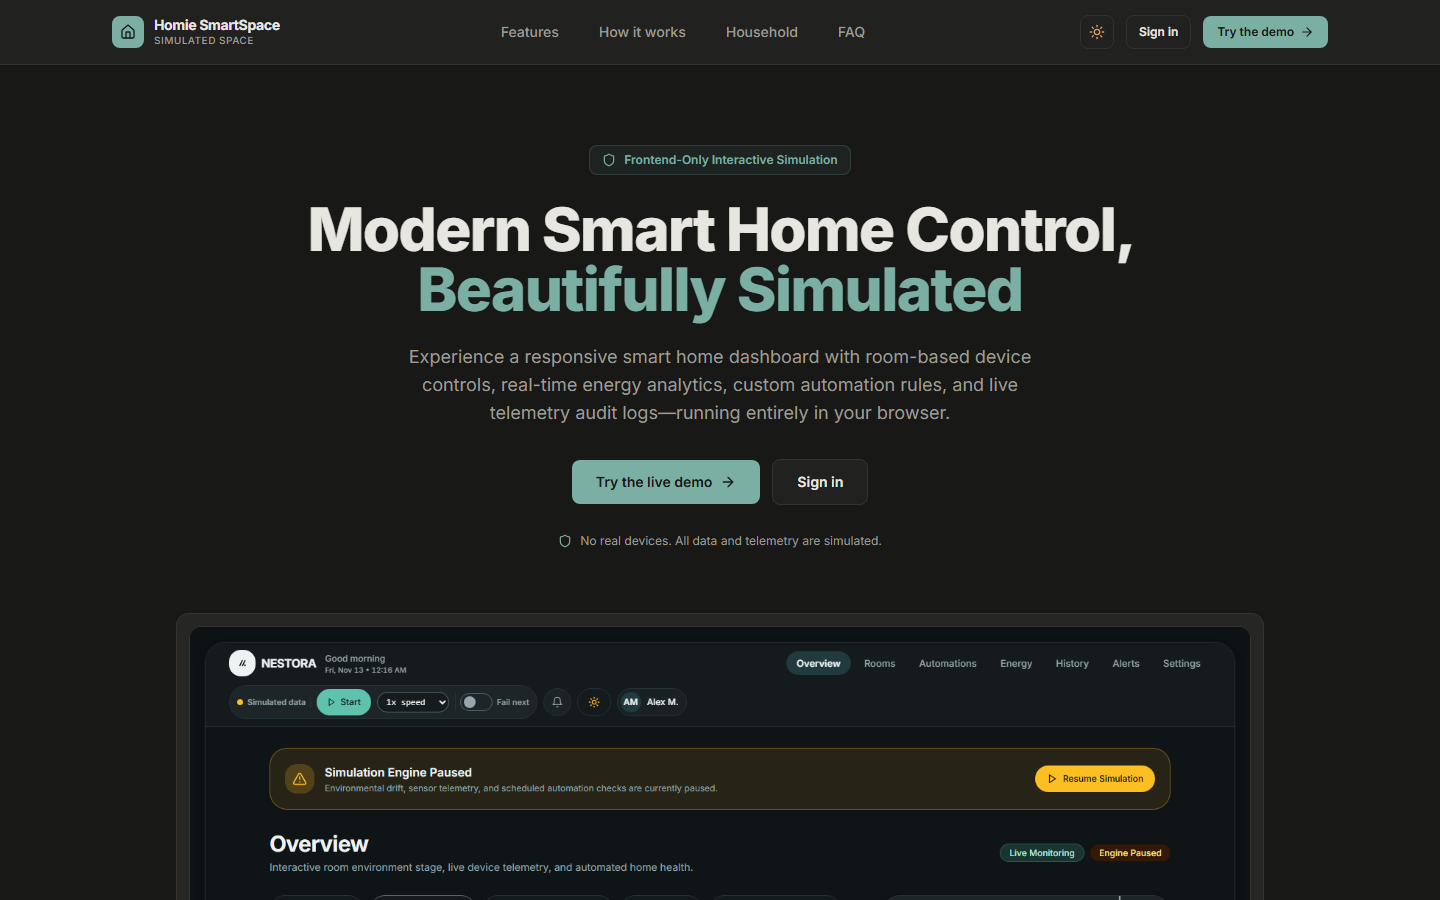 Homie SmartSpace
SIMULATED SPACE
Features
How it works
Household
FAQ
Sign in
Try the demo
Frontend-Only Interactive Simulation
Modern Smart Home Control,
Beautifully Simulated
Experience a responsive smart home dashboard with room-based device
controls, real-time energy analytics, custom automation rules, and live
telemetry audit logs—running entirely in your browser.
Try the live demo
Sign in
No real devices. All data and telemetry are simulated.
NESTORA
Good morning
Fri, Nov 13 • 12:16 AM
Overview
Rooms
Automations
Energy
History
Alerts
Settings
Simulated data
Start
1x speed
Fail next
AM
Alex M.
Simulation Engine Paused
Environmental drift, sensor telemetry, and scheduled automation checks are currently paused.
Resume Simulation
Overview
Interactive room environment stage, live device telemetry, and automated home health.
Live Monitoring
Engine Paused